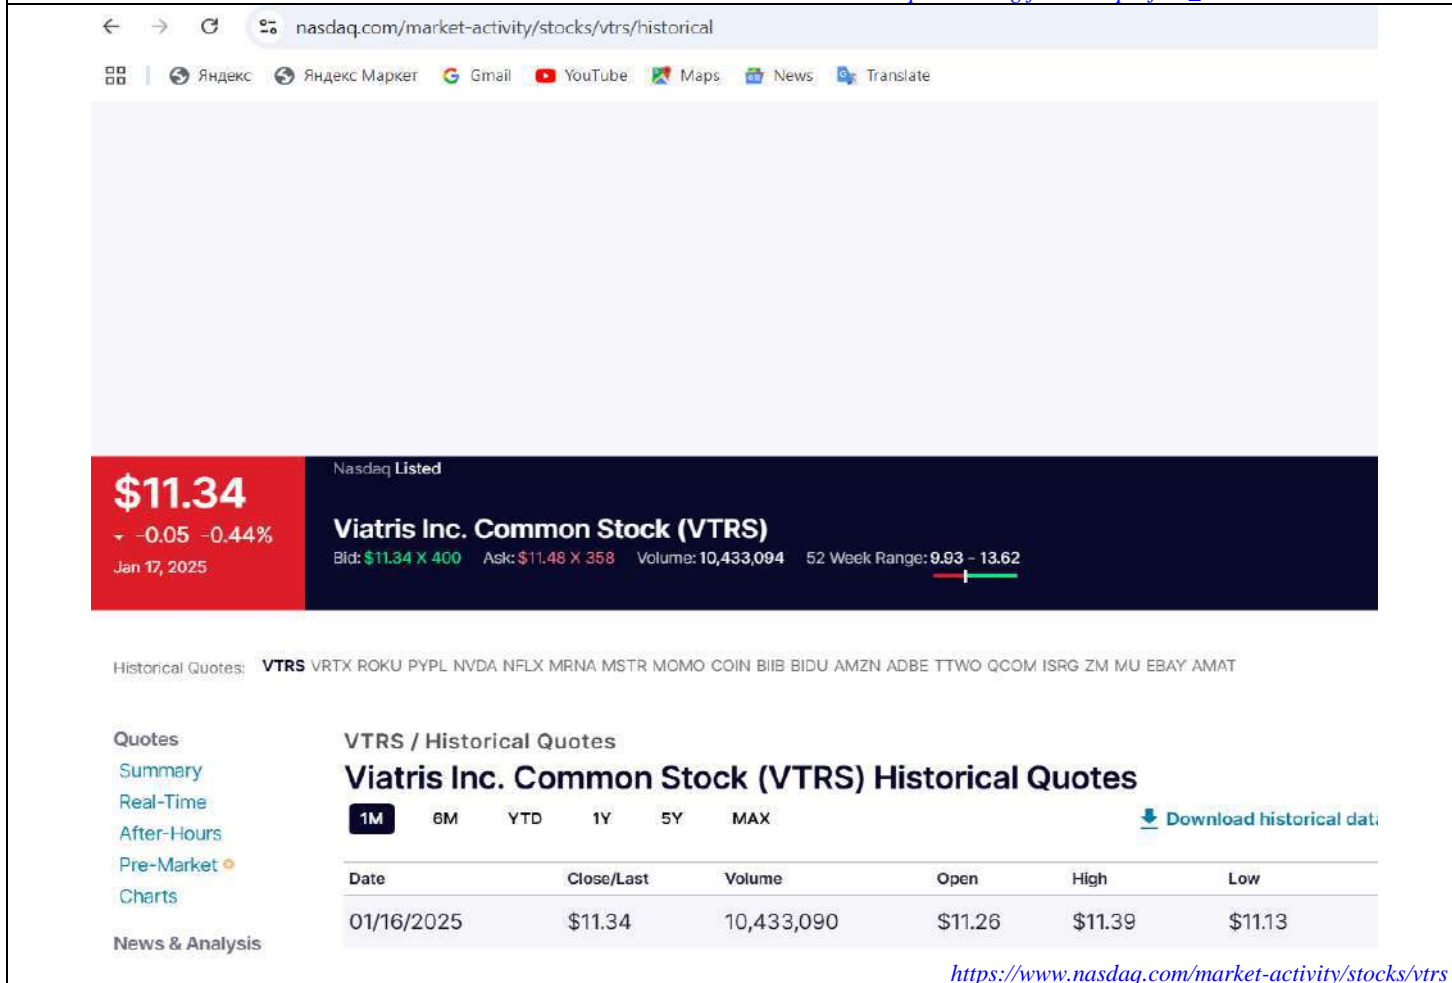 nasdaq.com/market-activity/stocks/vtrs/historical
Яндекс Яндекс Маркет Gmail YouTube Maps News Translate
$11.34
-0.05 -0.44%
Jan 17, 2025
Nasdaq Listed
Viatris Inc. Common Stock (VTRS)
Bid: $11.34 X 400 Ask: $11.48 X 358 Volume: 10,433,094 52 Week Range: 9.93 - 13.62
Historical Quotes: VTRS VRTX ROKU PYPL NVDA NFLX MRNA MSTR MOMO COIN BIIB BIDU AMZN ADBE TTWO QCOM ISRG ZM MU EBAY AMAT
Quotes
Summary
Real-Time
After-Hours
Pre-Market
Charts
News & Analysis
VTRS / Historical Quotes
Viatris Inc. Common Stock (VTRS) Historical Quotes
1M 6M YTD 1Y 5Y MAX
Download historical data
Date Close/Last Volume Open High Low
01/16/2025 $11.34 10,433,090 $11.26 $11.39 $11.13
https://www.nasdaq.com/market-activity/stocks/vtrs